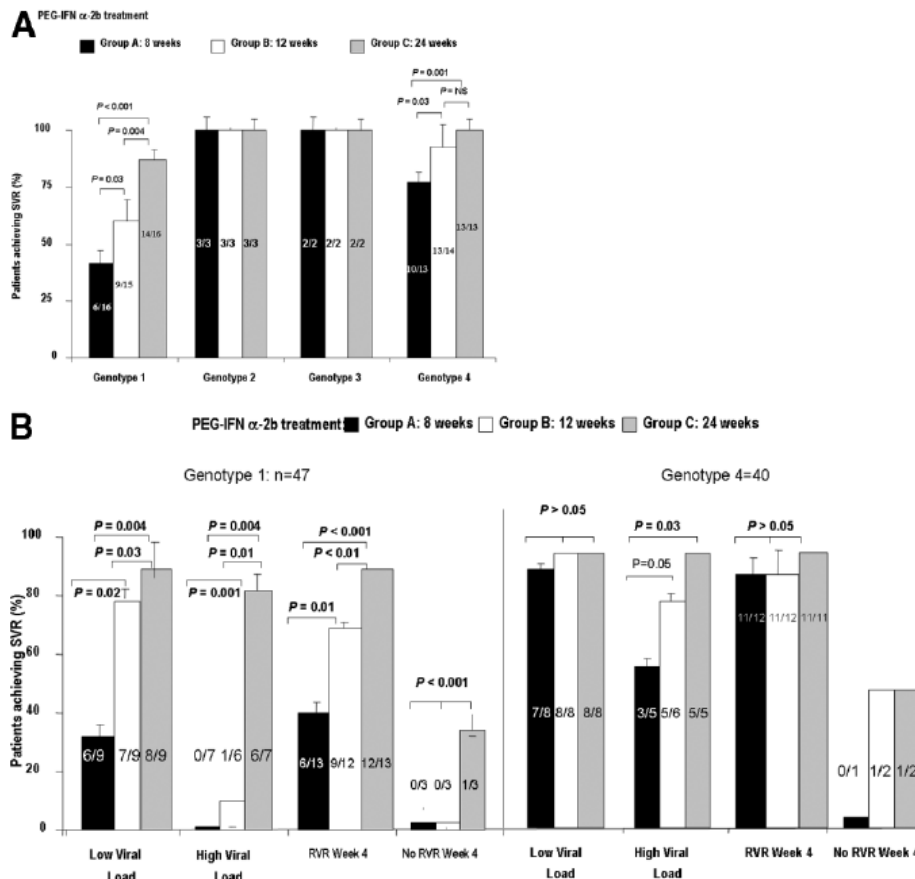 A
PEG-IFN α-2b treatment
Group A: 8 weeks Group B: 12 weeks Group C: 24 weeks
P = 0.001
P = NS
P < 0.001
P = 0.03
P = 0.004
P = 0.03
Patients achieving SVR (%)
100
75
50
25
0
6/16 9/15 14/16
3/3 3/3 3/3
2/2 2/2 2/2
10/13 13/14 13/13
Genotype 1 Genotype 2 Genotype 3 Genotype 4
B
PEG-IFN α-2b treatment: Group A: 8 weeks Group B: 12 weeks Group C: 24 weeks
Genotype 1: n=47 Genotype 4=40
P = 0.004 P = 0.004 P < 0.001 P > 0.05 P = 0.03 P > 0.05
P = 0.03 P = 0.01 P < 0.01 P=0.05
P = 0.02 P = 0.001 P = 0.01
P < 0.001
Patients achieving SVR (%)
100
80
60
40
20
0
6/9 7/9 8/9
0/7 1/6 6/7
6/13 9/12 12/13
0/3 0/3 1/3
7/8 8/8 8/8
3/5 5/6 5/5
11/12 11/12 11/11
0/1 1/2 1/2
Low Viral Load High Viral Load RVR Week 4 No RVR Week 4
Low Viral Load High Viral Load RVR Week 4 No RVR Week 4